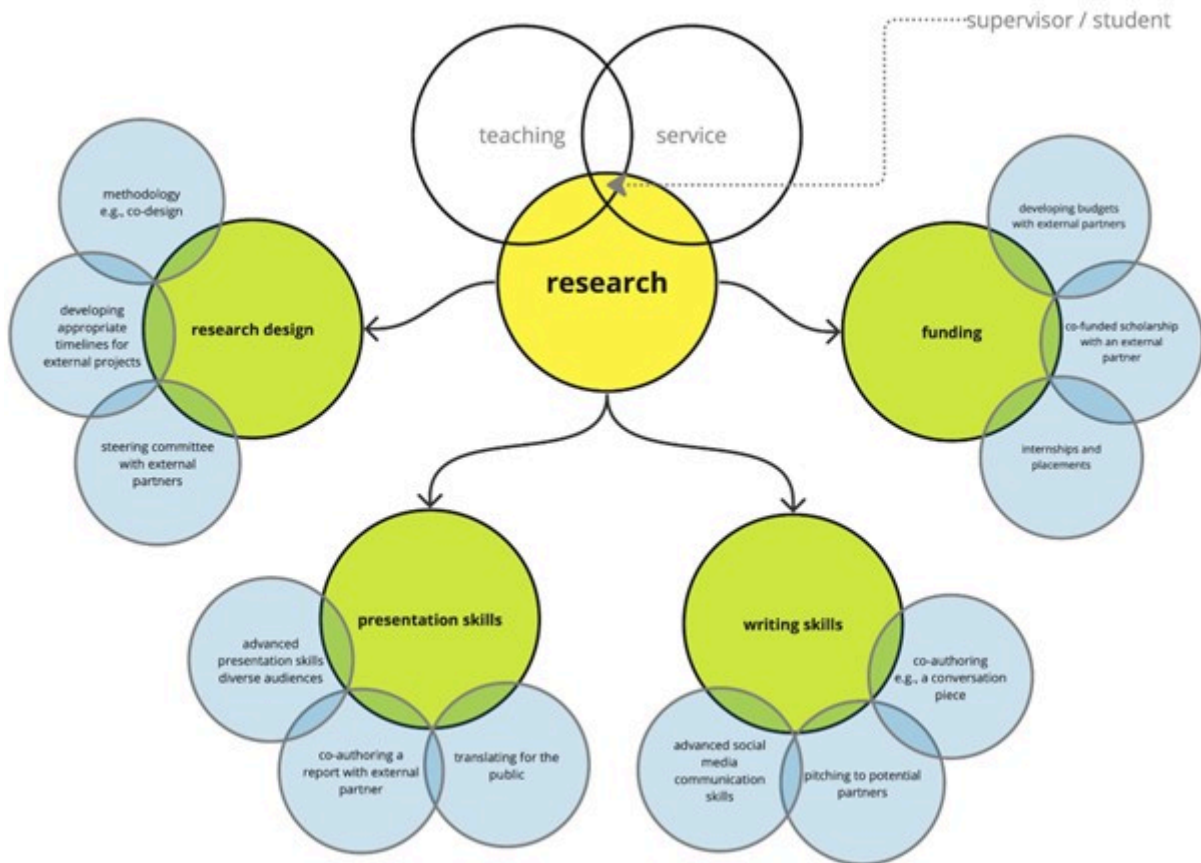 supervisor / student
teaching
service
research
methodology
e.g., co-design
developing
appropriate
timelines for
external projects
steering committee
with external
partners
research design
developing budgets
with external partners
co-funded scholarship
with an external
partner
internships and
placements
funding
presentation skills
advanced
presentation skills
diverse audiences
co-authoring a
report with external
partner
translating for the
public
writing skills
co-authoring
e.g., a conversation
piece
advanced social
media
communication
skills
pitching to potential
partners